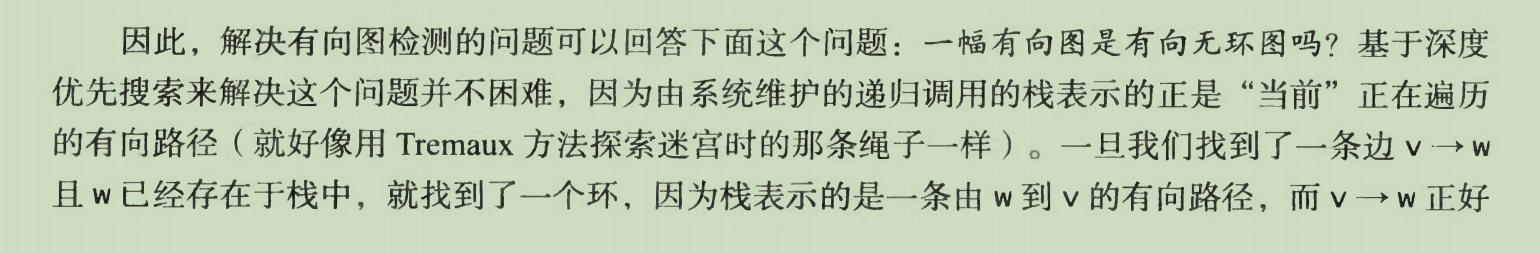 因此，解决有向图检测的问题可以回答下面这个问题：一幅有向图是有向无环图吗？基于深度
优先搜索来解决这个问题并不困难，因为由系统维护的递归调用的栈表示的正是“当前”正在遍历
的有向路径（就好像用 Tremaux 方法探索迷宫时的那条绳子一样）。一旦我们找到了一条边 v → w
且 w 已经存在于栈中，就找到了一个环，因为栈表示的是一条由 w 到 v 的有向路径，而 v → w 正好